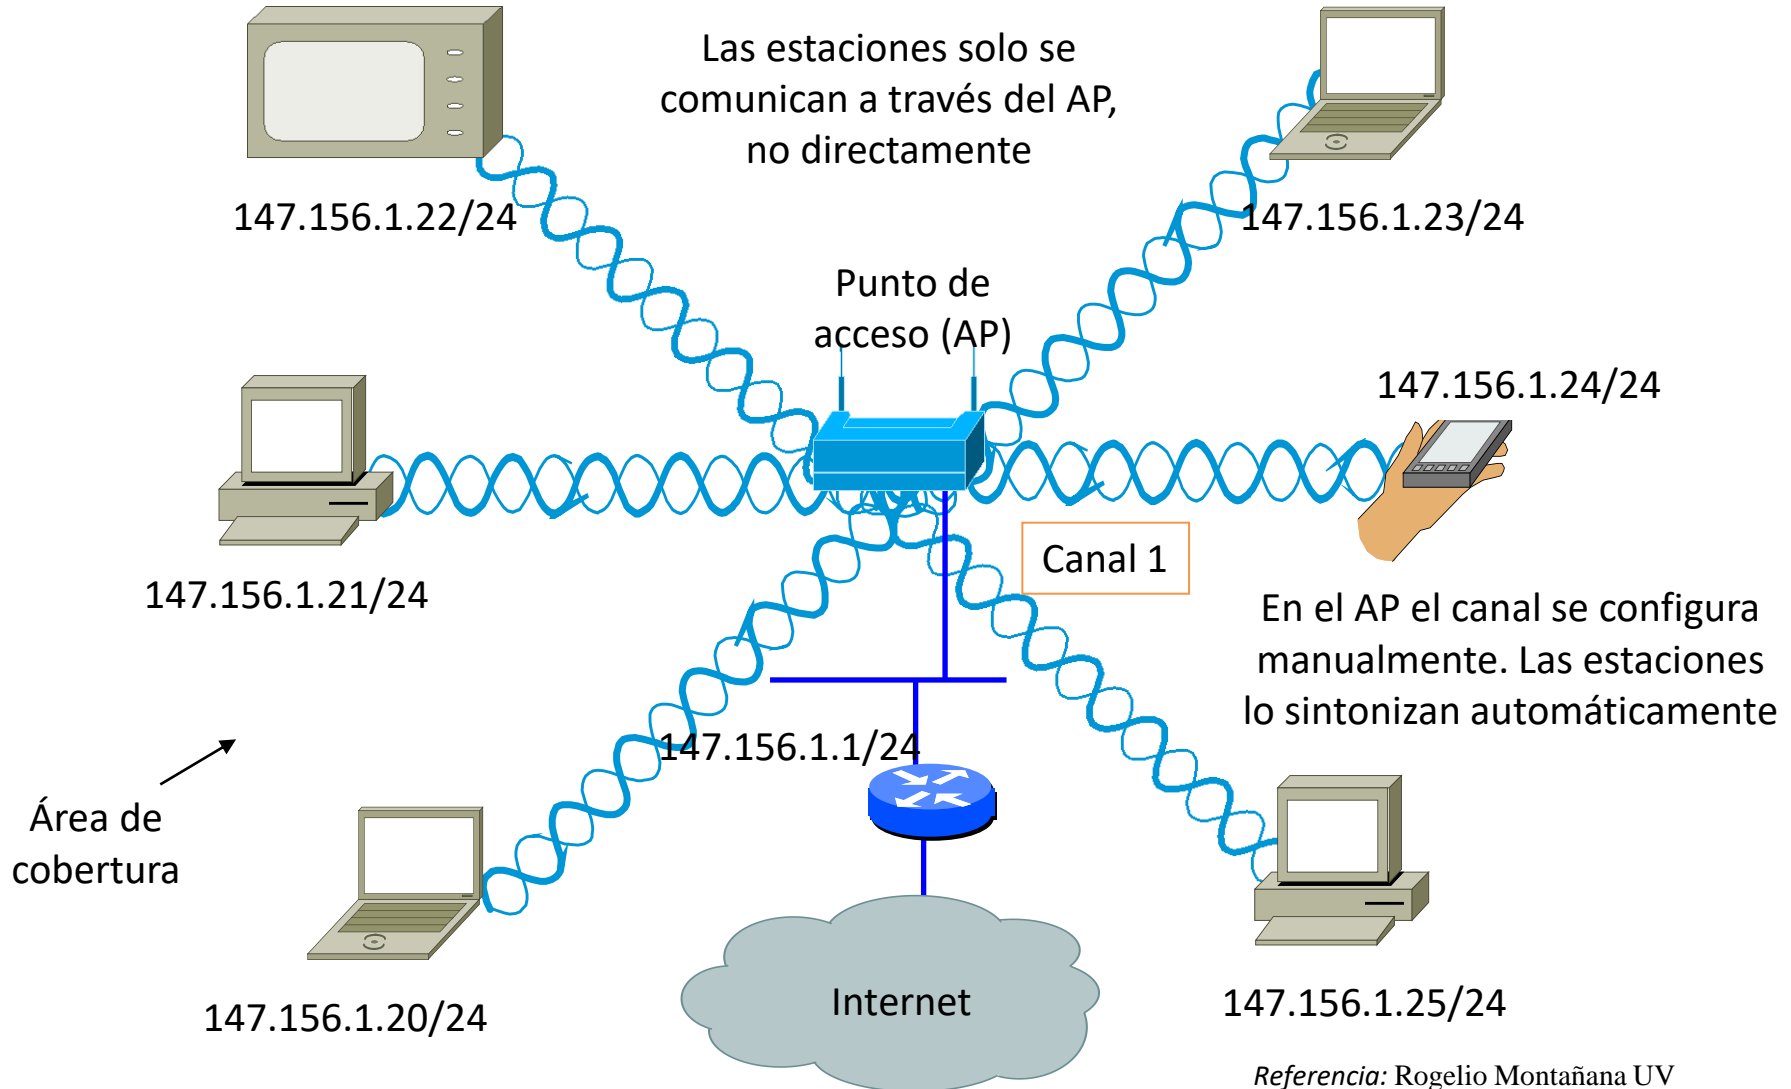 Las estaciones solo se
comunican a través del AP,
no directamente
147.156.1.22/24
147.156.1.23/24
Punto de
acceso (AP)
147.156.1.24/24
Canal 1
147.156.1.21/24
En el AP el canal se configura
manualmente. Las estaciones
lo sintonizan automáticamente
147.156.1.1/24
Área de
cobertura
147.156.1.20/24
Internet
147.156.1.25/24
Referencia: Rogelio Montañana UV